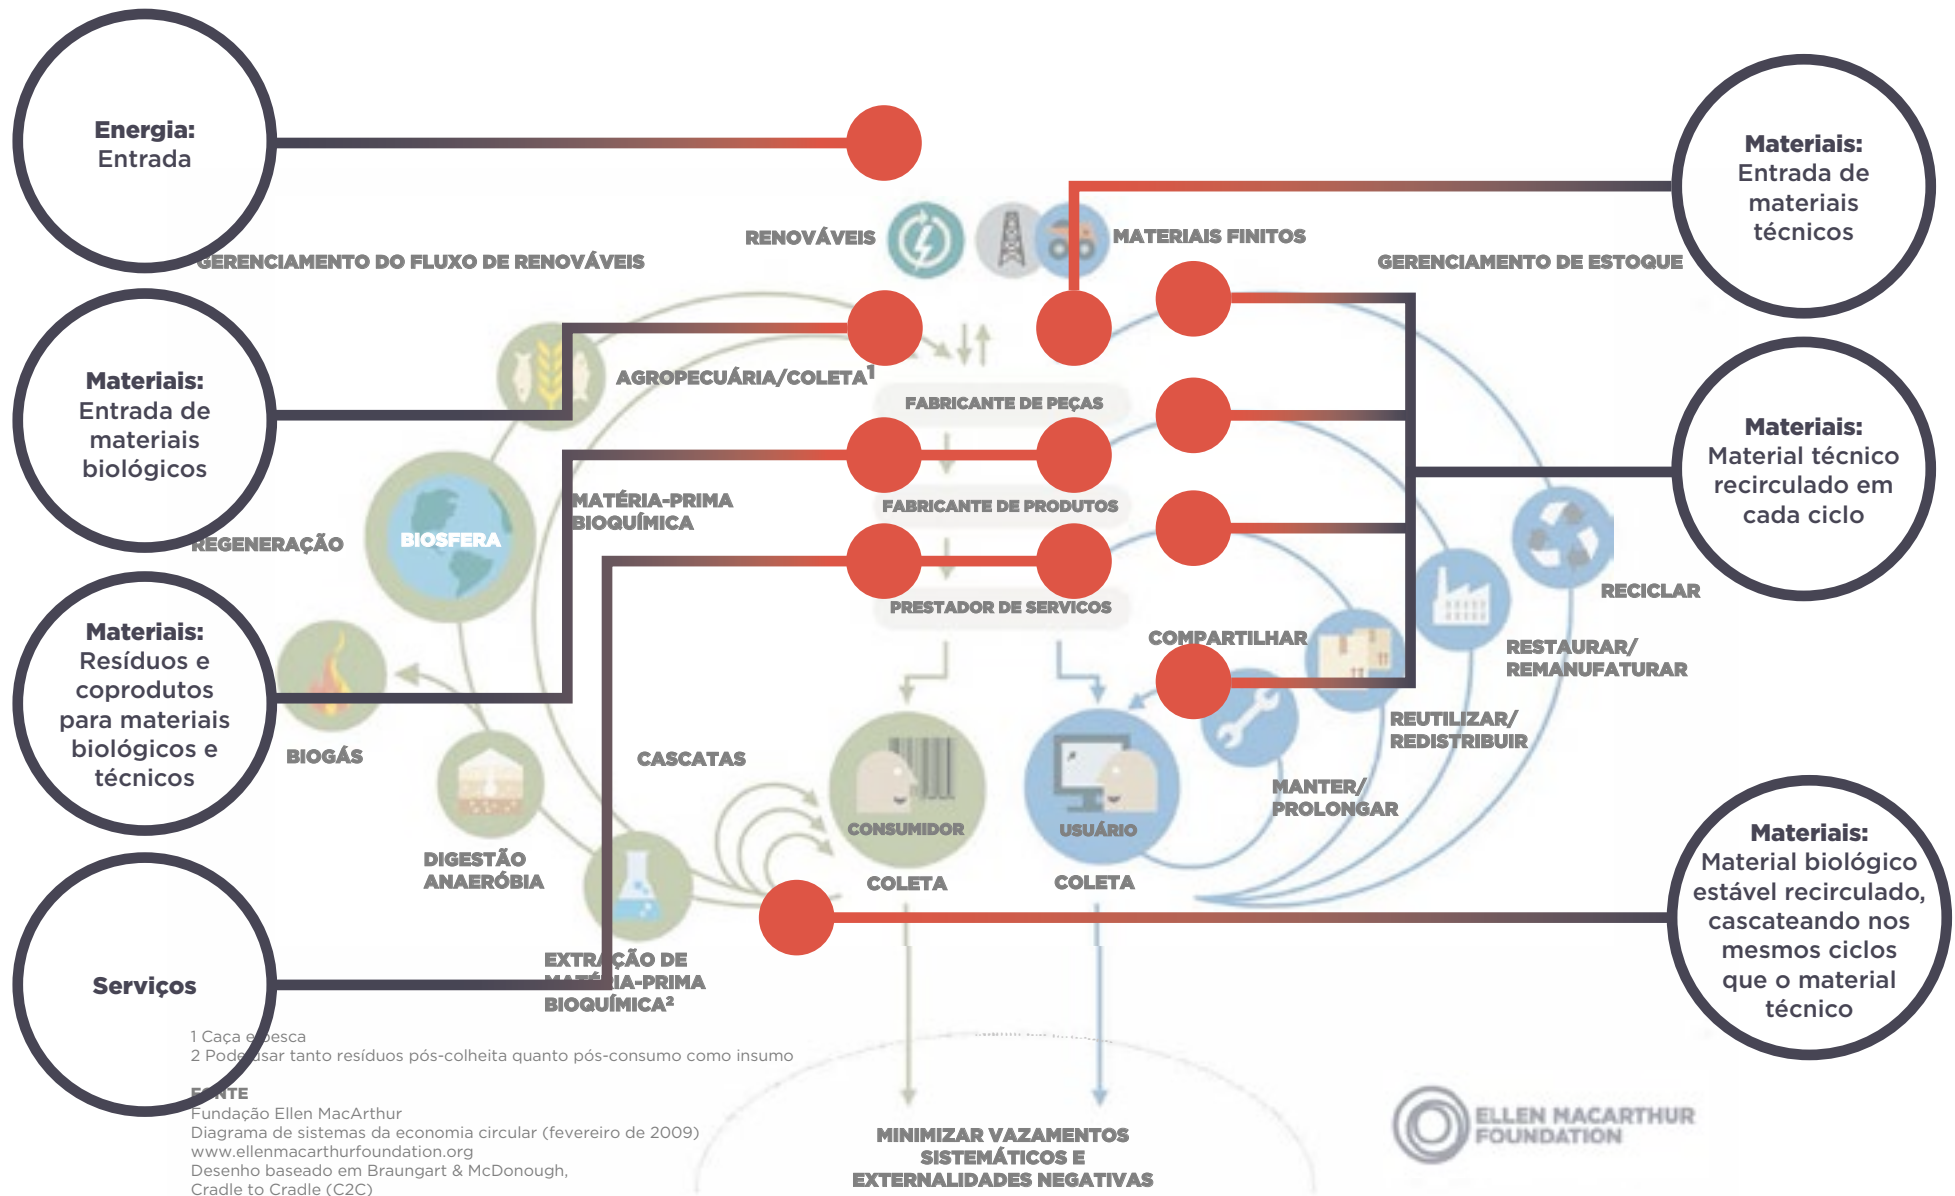 Energia:
Entrada
Materiais:
Entrada de
materiais
técnicos
RENOVÁVEIS
MATERIAIS FINITOS
GERENCIAMENTO DO FLUXO DE RENOVÁVEIS
GERENCIAMENTO DE ESTOQUE
Materiais:
Entrada de
materiais
biológicos
AGROPECUÁRIA/COLETA¹
FABRICANTE DE PEÇAS
Materiais:
Material técnico
recirculado em
cada ciclo
MATÉRIA-PRIMA
BIOQUÍMICA
FABRICANTE DE PRODUTOS
REGENERAÇÃO
BIOSFERA
PRESTADOR DE SERVICOS
RECICLAR
Materiais:
Resíduos e
coprodutos
para materiais
biológicos e
técnicos
COMPARTILHAR
RESTAURAR/
REMANUFATURAR
REUTILIZAR/
REDISTRIBUIR
BIOGÁS
CASCATAS
MANTER/
PROLONGAR
CONSUMIDOR
USUÁRIO
DIGESTÃO
ANAERÓBIA
COLETA
COLETA
Materiais:
Material biológico
estável recirculado,
cascateando nos
mesmos ciclos
que o material
técnico
EXTRAÇÃO DE
MATÉRIA-PRIMA
BIOQUÍMICA²
Serviços
1 Caça e pesca
2 Pode usar tanto resíduos pós-colheita quanto pós-consumo como insumo
FONTE
Fundação Ellen MacArthur
Diagrama de sistemas da economia circular (fevereiro de 2009)
www.ellenmacarthurfoundation.org
Desenho baseado em Braungart & McDonough,
Cradle to Cradle (C2C)
MINIMIZAR VAZAMENTOS
SISTEMÁTICOS E
EXTERNALIDADES NEGATIVAS
ELLEN MACARTHUR
FOUNDATION